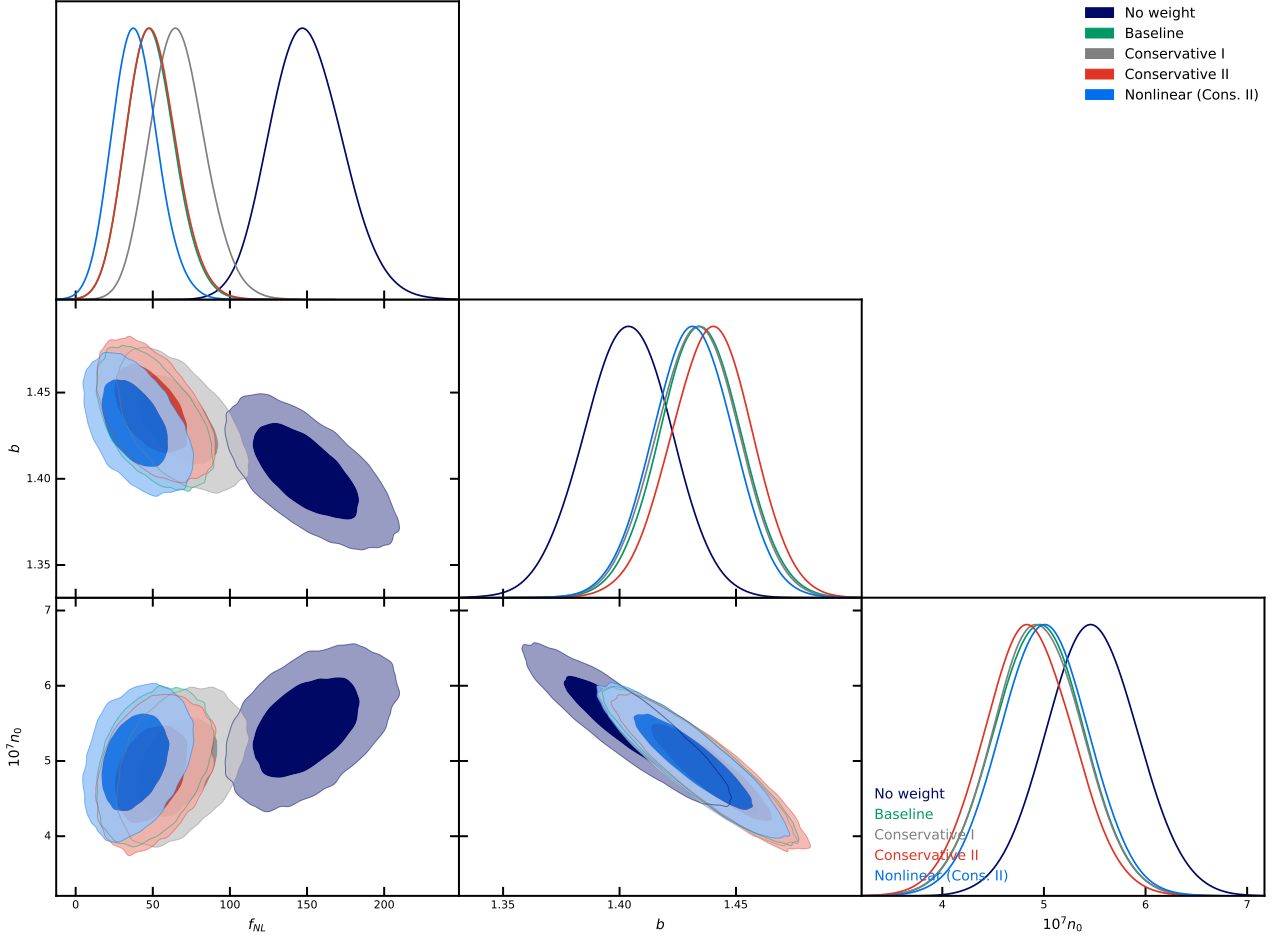 No weight
Baseline
Conservative I
Conservative II
Nonlinear (Cons. II)
1.45
1.40
1.35
b
7
6
5
4
10⁷n₀
No weight
Baseline
Conservative I
Conservative II
Nonlinear (Cons. II)
0 50 100 150 200
1.35 1.40 1.45
4 5 6 7
f_NL
b
10⁷n₀